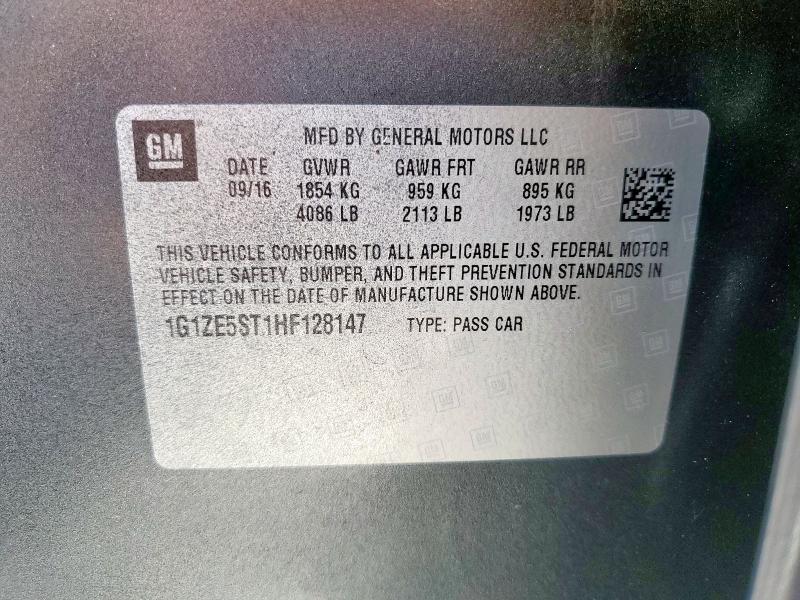 GM
MFD BY GENERAL MOTORS LLC
DATE GVWR GAWR FRT GAWR RR
09/16 1854 KG 959 KG 895 KG
4086 LB 2113 LB 1973 LB
THIS VEHICLE CONFORMS TO ALL APPLICABLE U.S. FEDERAL MOTOR
VEHICLE SAFETY, BUMPER, AND THEFT PREVENTION STANDARDS IN
EFFECT ON THE DATE OF MANUFACTURE SHOWN ABOVE.
1G1ZE5ST1HF128147 TYPE: PASS CAR